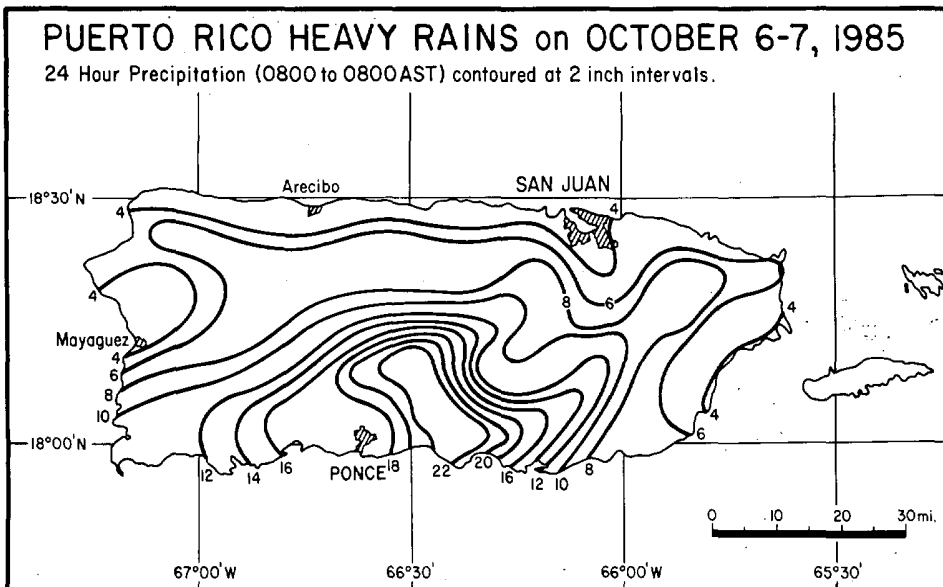 PUERTO RICO HEAVY RAINS on OCTOBER 6-7, 1985
24 Hour Precipitation (0800 to 0800 AST) contoured at 2 inch intervals.
Arecibo SAN JUAN
18°30'N
4 4
8 6
4 4
Mayaguez
4
6
8
10 4
6
18°00'N
PONCE
12 14 16 18 22 20 16 12 10 8
0 10 20 30 mi.
67°00'W 66°30' 66°00'W 65°30'